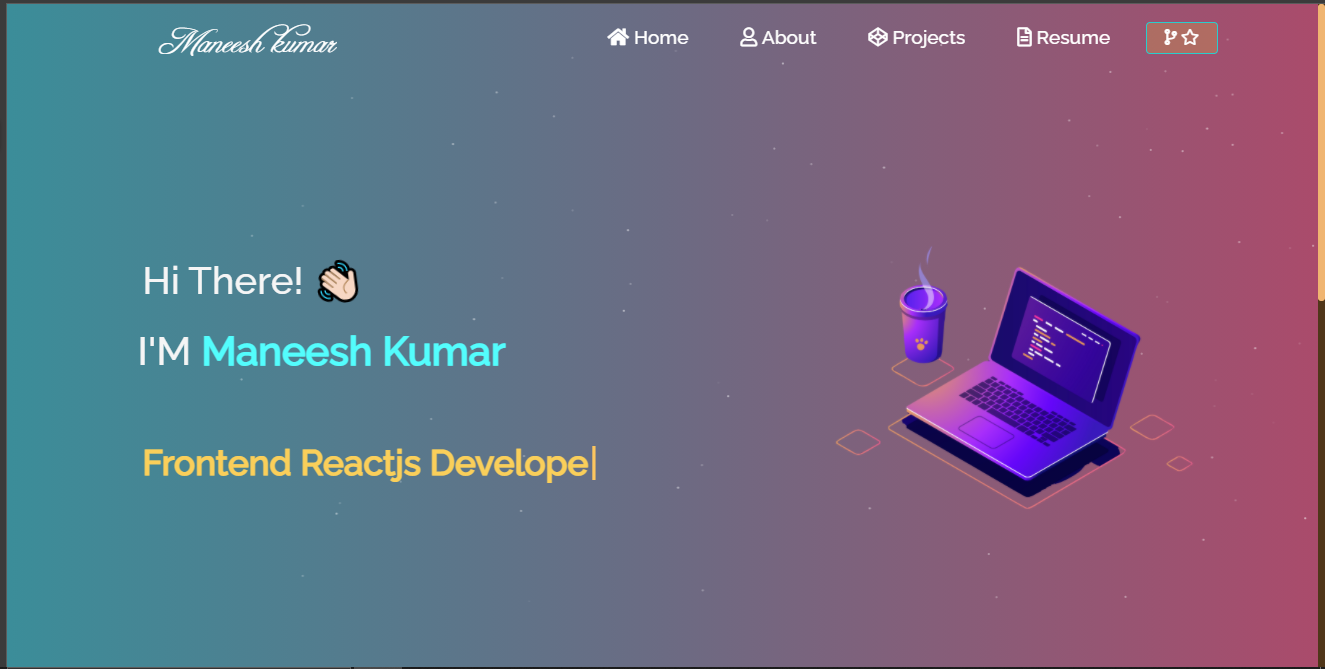 Maneesh kumar
Home About Projects Resume
Hi There! 👋🏻
I'M Maneesh Kumar
Frontend Reactjs Develope|